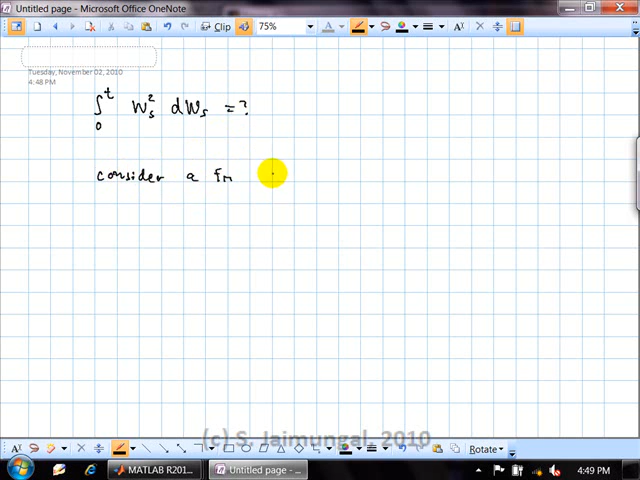 Untitled page - Microsoft Office OneNote
Clip
75%
A
Tuesday, November 02, 2010
4:48 PM
∫₀ᵗ Wₛ² dWₛ = ?
consider a fn
(c) S. Jaimungal, 2010
Rotate
MATLAB R201...
Untitled page - ...
4:49 PM